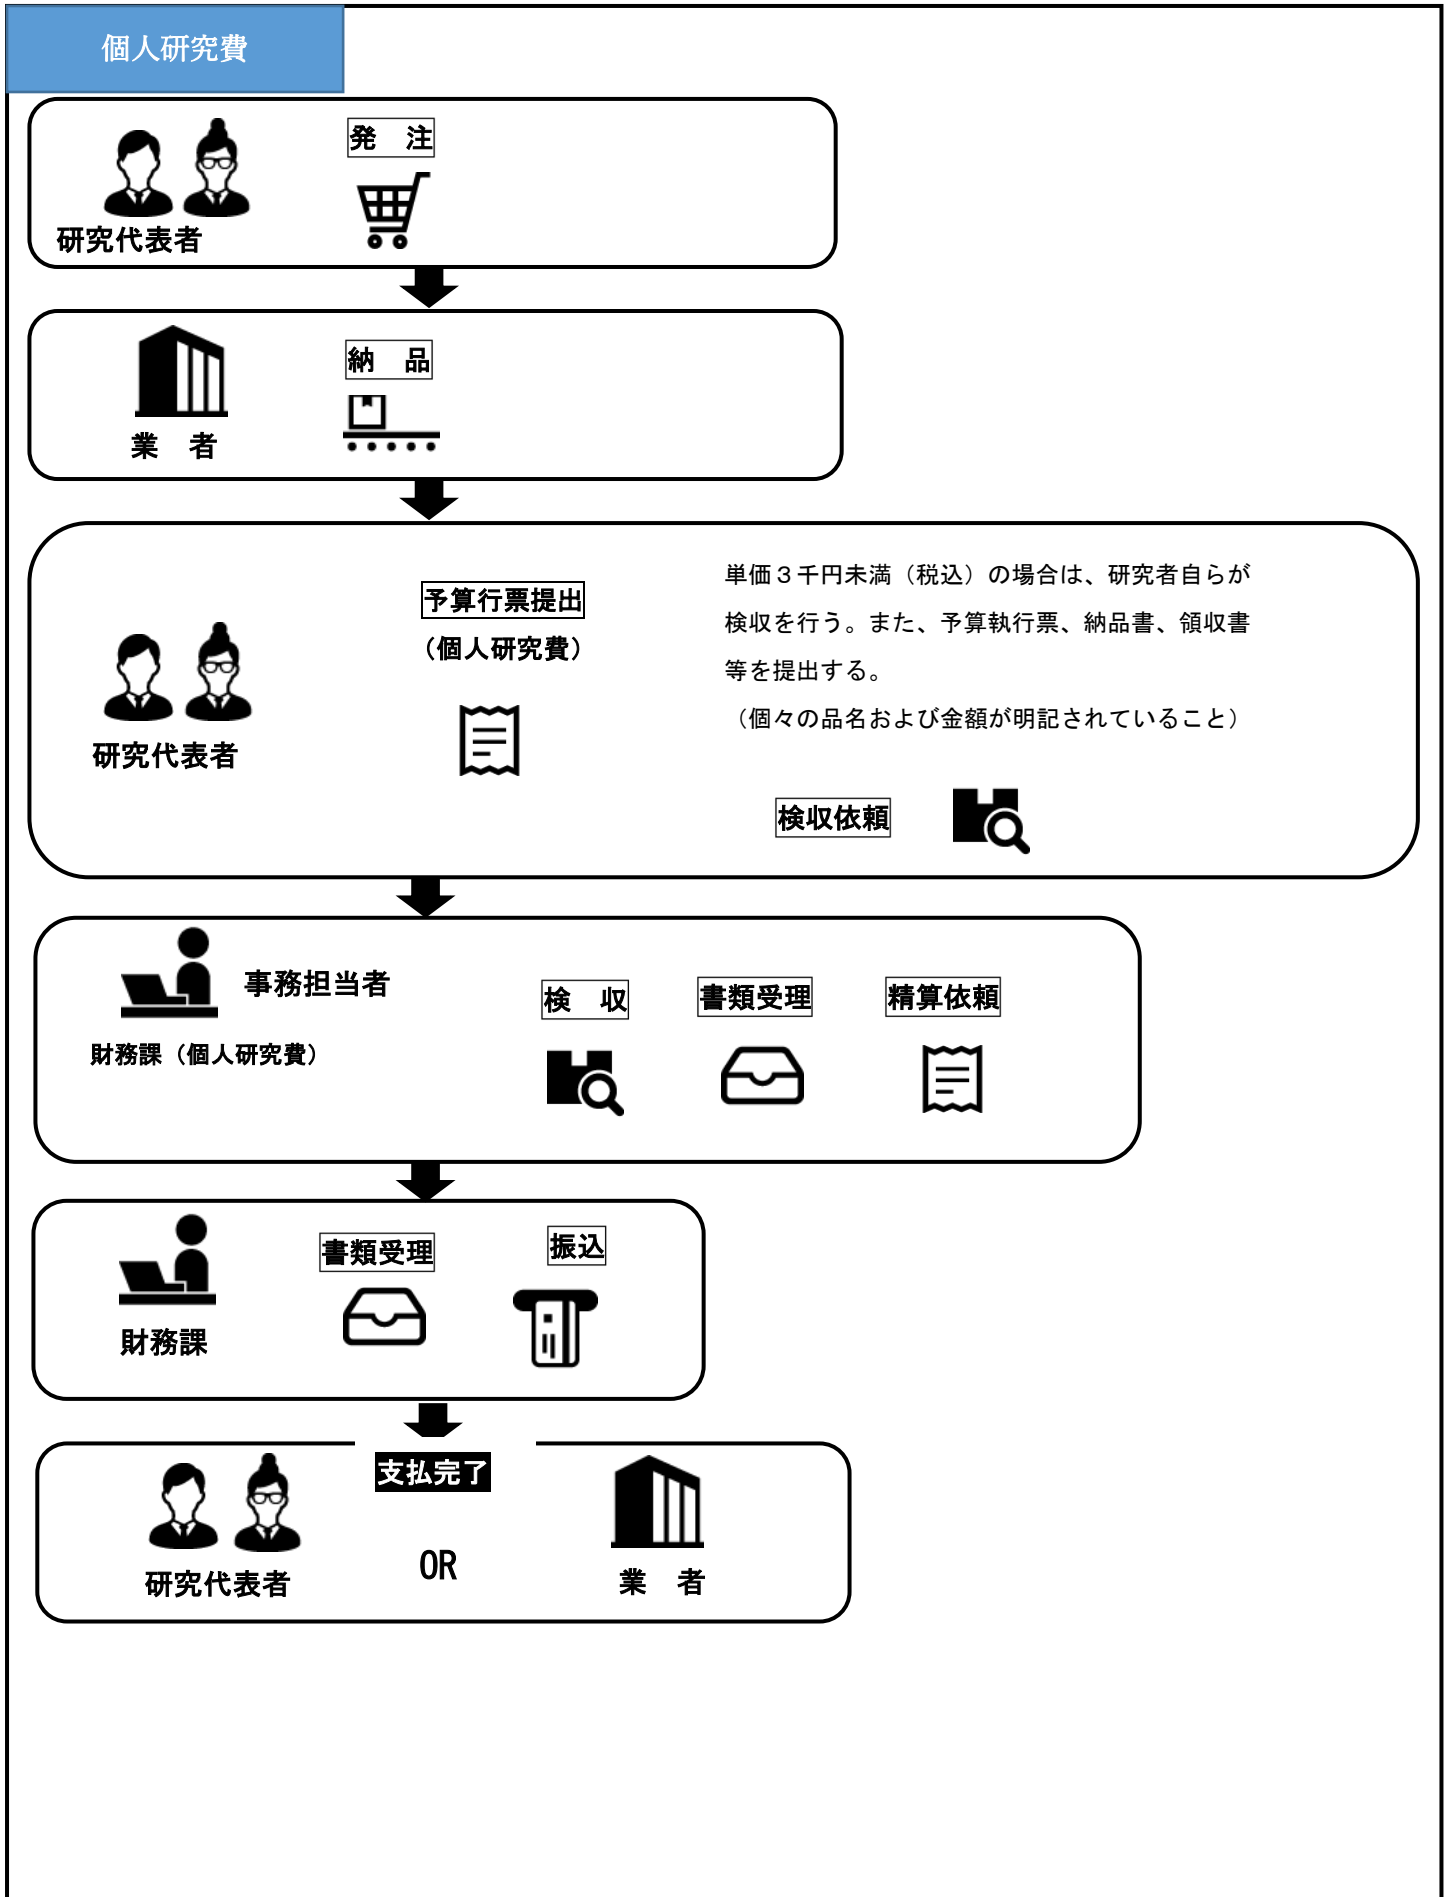 個人研究費
発　注
研究代表者
納　品
業　者
予算行票提出
（個人研究費）
単価３千円未満（税込）の場合は、研究者自らが
検収を行う。また、予算執行票、納品書、領収書
等を提出する。
（個々の品名および金額が明記されていること）
研究代表者
検収依頼
事務担当者
財務課（個人研究費）
検　収
書類受理
精算依頼
書類受理
振込
財務課
支払完了
研究代表者
OR
業　者